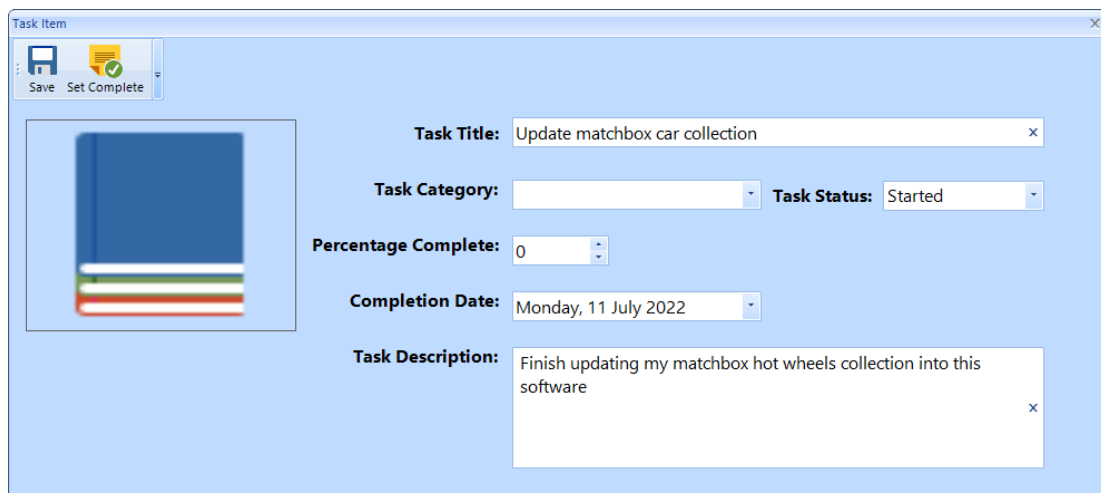 Task Item
Save Set Complete
Task Title: Update matchbox car collection
Task Category: Task Status: Started
Percentage Complete: 0
Completion Date: Monday, 11 July 2022
Task Description: Finish updating my matchbox hot wheels collection into this
software